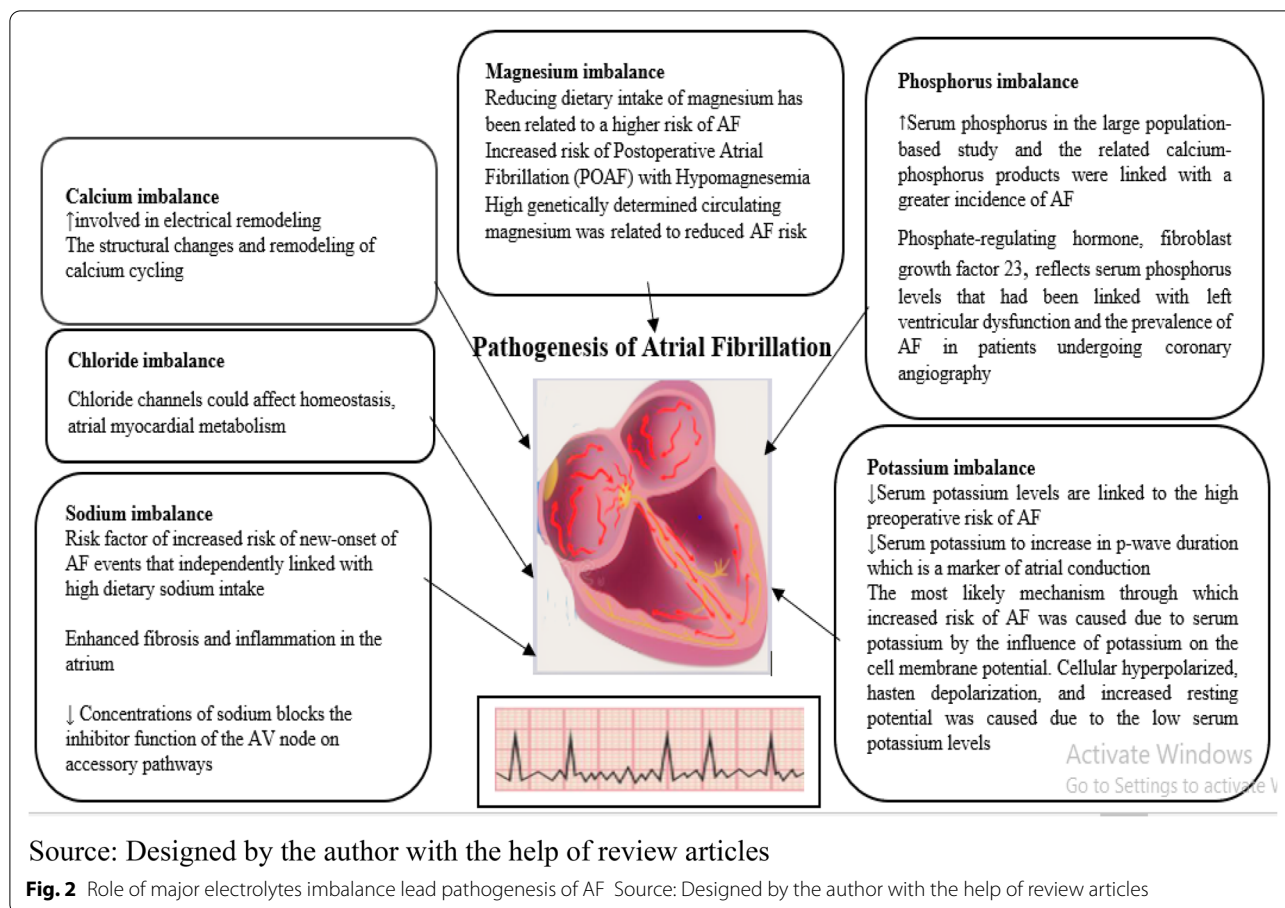 Magnesium imbalance
Reducing dietary intake of magnesium has
been related to a higher risk of AF
Increased risk of Postoperative Atrial
Fibrillation (POAF) with Hypomagnesemia
High genetically determined circulating
magnesium was related to reduced AF risk
Phosphorus imbalance
↑Serum phosphorus in the large population-
based study and the related calcium-
phosphorus products were linked with a
greater incidence of AF
Phosphate-regulating hormone, fibroblast
growth factor 23, reflects serum phosphorus
levels that had been linked with left
ventricular dysfunction and the prevalence of
AF in patients undergoing coronary
angiography
Calcium imbalance
↑involved in electrical remodeling
The structural changes and remodeling of
calcium cycling
Pathogenesis of Atrial Fibrillation
Chloride imbalance
Chloride channels could affect homeostasis,
atrial myocardial metabolism
Sodium imbalance
Risk factor of increased risk of new-onset of
AF events that independently linked with
high dietary sodium intake
Enhanced fibrosis and inflammation in the
atrium
↓ Concentrations of sodium blocks the
inhibitor function of the AV node on
accessory pathways
Potassium imbalance
↓Serum potassium levels are linked to the high
preoperative risk of AF
↓Serum potassium to increase in p-wave duration
which is a marker of atrial conduction
The most likely mechanism through which
increased risk of AF was caused due to serum
potassium by the influence of potassium on the
cell membrane potential. Cellular hyperpolarized,
hasten depolarization, and increased resting
potential was caused due to the low serum
potassium levels
Activate Windows
Go to Settings to activate
Source: Designed by the author with the help of review articles
Fig. 2 Role of major electrolytes imbalance lead pathogenesis of AF Source: Designed by the author with the help of review articles